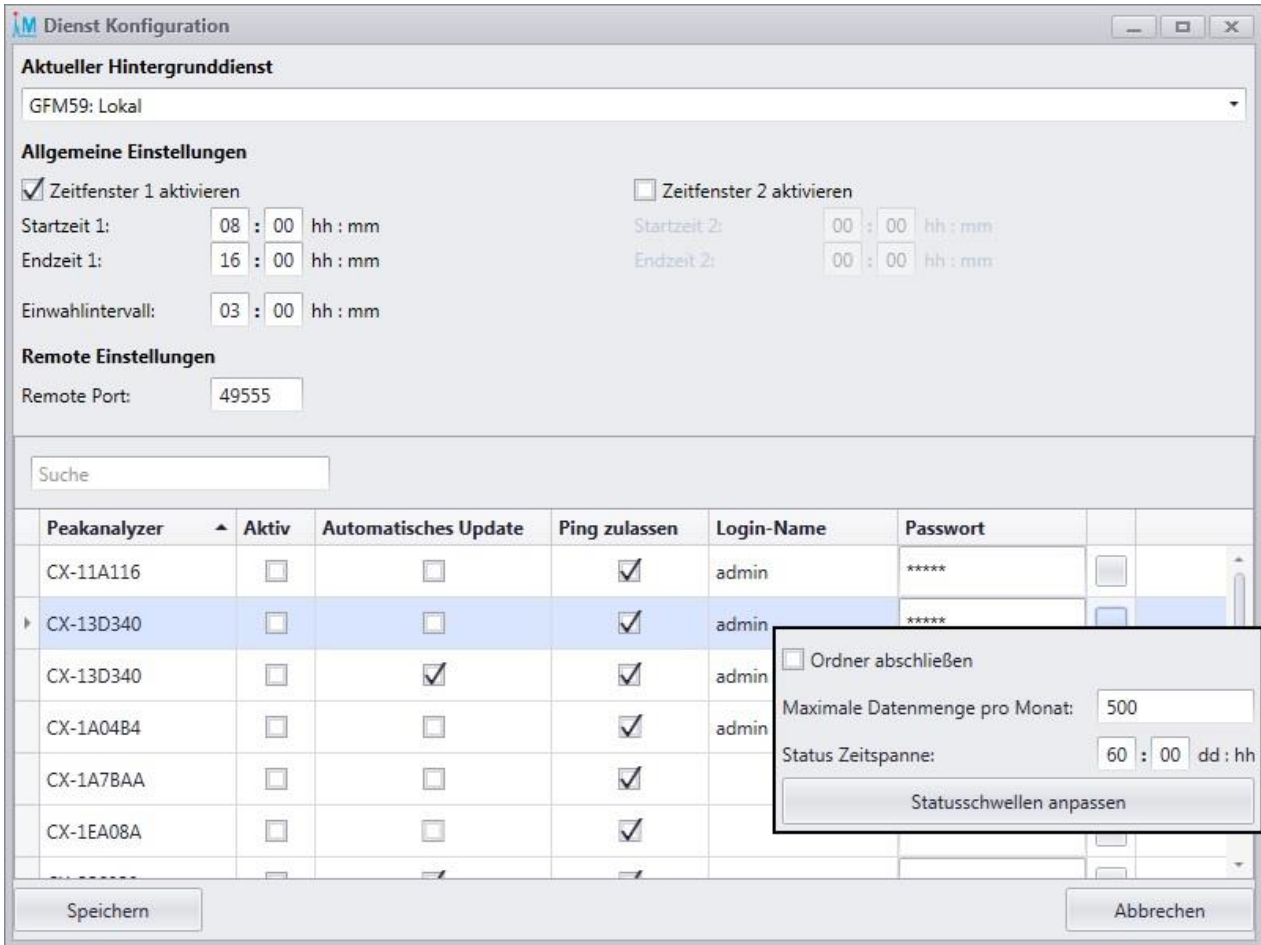 Dienst Konfiguration
Aktueller Hintergrunddienst
GFM59: Lokal
Allgemeine Einstellungen
Zeitfenster 1 aktivieren Zeitfenster 2 aktivieren
Startzeit 1: 08 : 00 hh : mm Startzeit 2: 00 : 00 hh : mm
Endzeit 1: 16 : 00 hh : mm Endzeit 2: 00 : 00 hh : mm
Einwahlintervall: 03 : 00 hh : mm
Remote Einstellungen
Remote Port: 49555
Suche
Peakanalyzer Aktiv Automatisches Update Ping zulassen Login-Name Passwort
CX-11A116 admin *****
CX-13D340 admin *****
CX-13D340 admin
CX-1A04B4 admin
CX-1A7BAA
CX-1EA08A
Ordner abschließen
Maximale Datenmenge pro Monat: 500
Status Zeitspanne: 60 : 00 dd : hh
Statusschwellen anpassen
Speichern Abbrechen